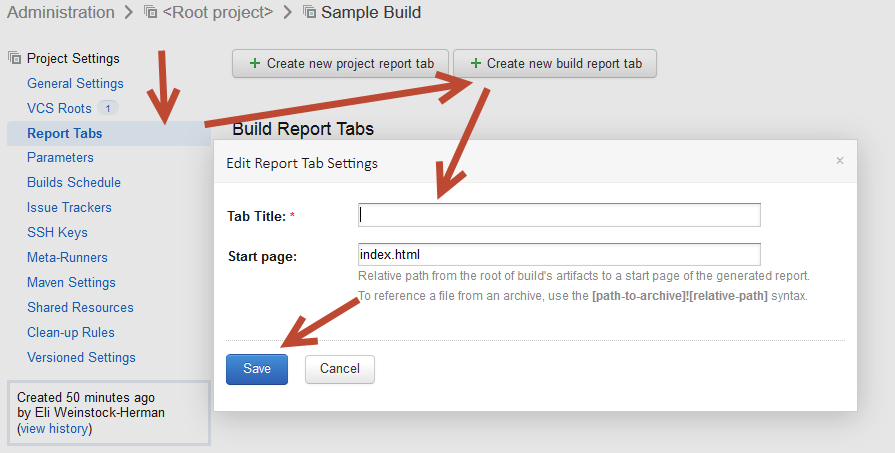 Administration > <Root project> > Sample Build
Project Settings
General Settings
VCS Roots 1
Report Tabs
Parameters
Builds Schedule
Issue Trackers
SSH Keys
Meta-Runners
Maven Settings
Shared Resources
Clean-up Rules
Versioned Settings
Created 50 minutes ago
by Eli Weinstock-Herman
(view history)
+ Create new project report tab
+ Create new build report tab
Build Report Tabs
Edit Report Tab Settings ×
Tab Title: *
Start page: index.html
Relative path from the root of build's artifacts to a start page of the generated report.
To reference a file from an archive, use the [path-to-archive]![relative-path] syntax.
Save Cancel